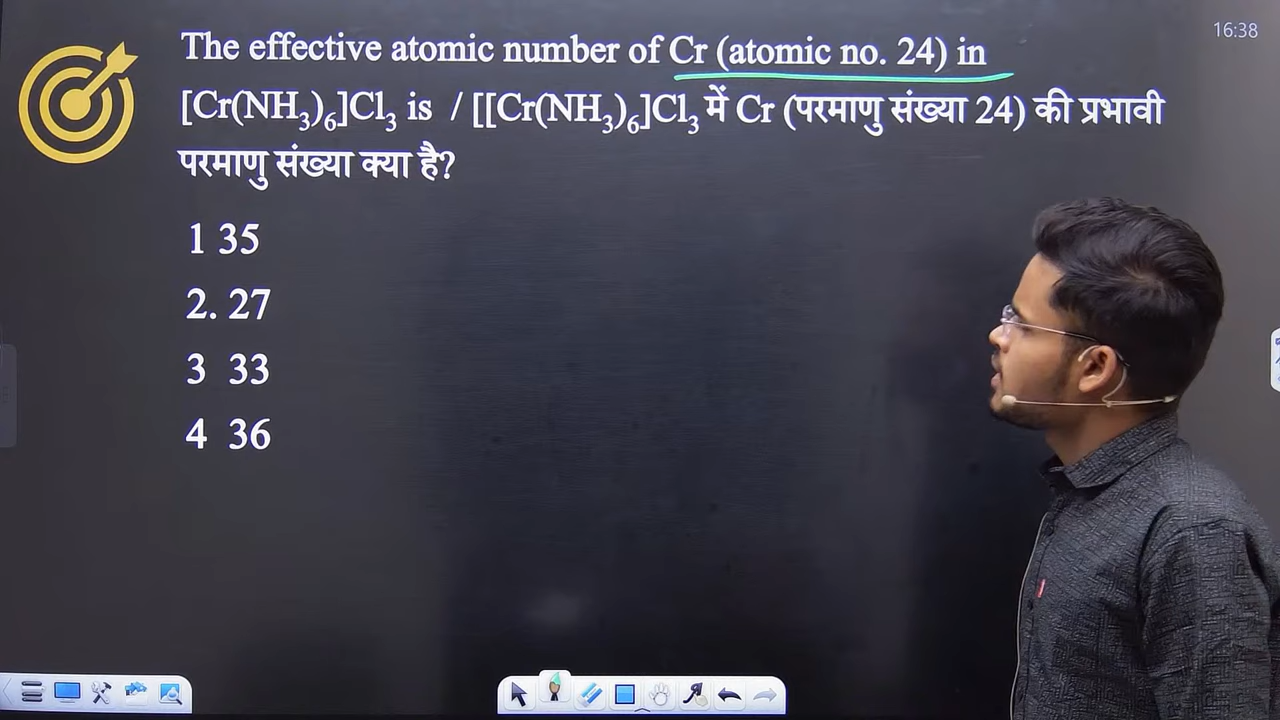 16:38
The effective atomic number of Cr (atomic no. 24) in
[Cr(NH₃)₆]Cl₃ is / [[Cr(NH₃)₆]Cl₃ में Cr (परमाणु संख्या 24) की प्रभावी
परमाणु संख्या क्या है?
1 35
2. 27
3 33
4 36